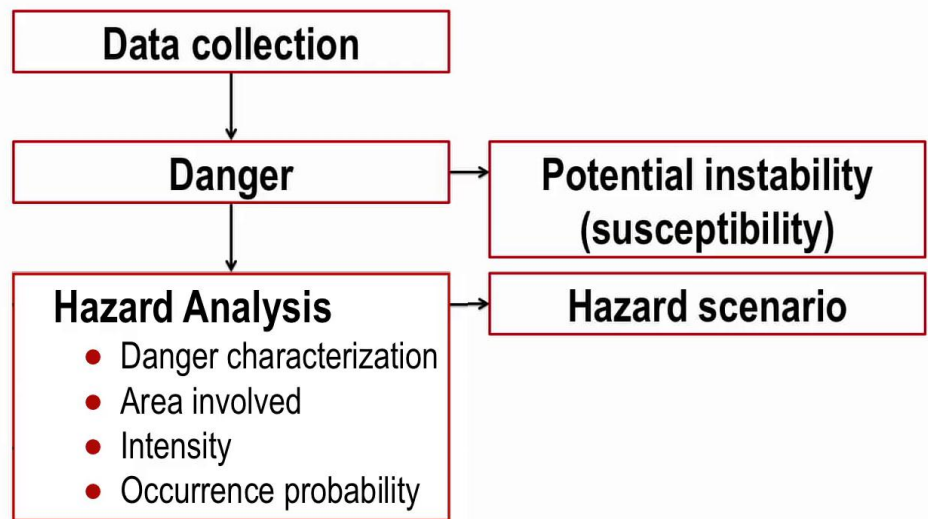 Data collection
Danger
Potential instability
(susceptibility)
Hazard Analysis
Danger characterization
Area involved
Intensity
Occurrence probability
Hazard scenario